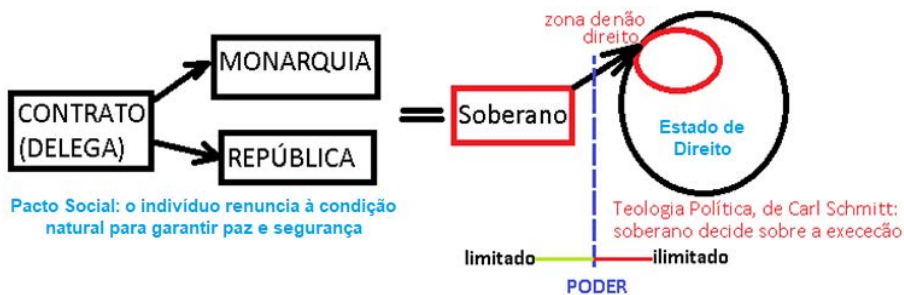 zona de não
direito
MONARQUIA
CONTRATO
(DELEGA)
REPÚBLICA
=
Soberano
Estado de
Direito
Pacto Social: o indivíduo renuncia à condição
natural para garantir paz e segurança
Teologia Política, de Carl Schmitt:
soberano decide sobre a exececão
limitado
ilimitado
PODER